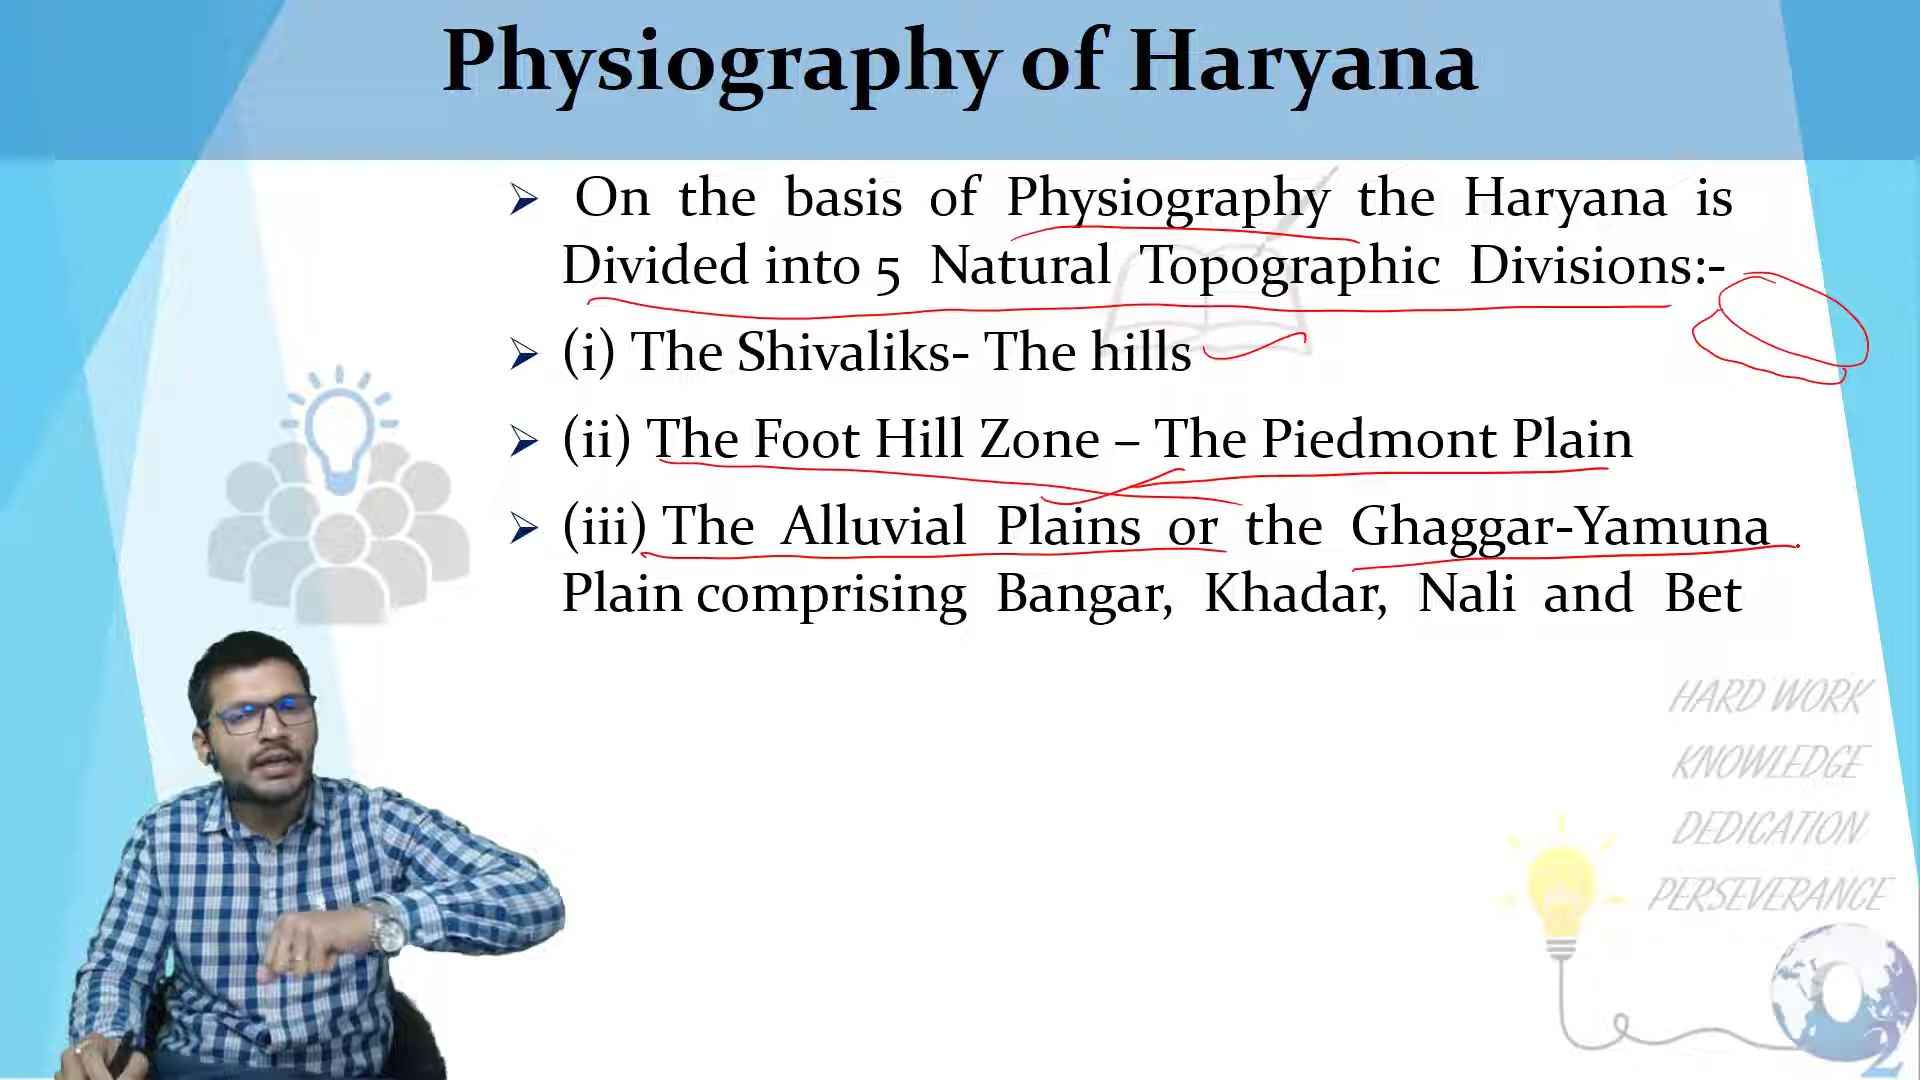 Physiography of Haryana
➢ On the basis of Physiography the Haryana is
Divided into 5 Natural Topographic Divisions:-
➢ (i) The Shivaliks- The hills
➢ (ii) The Foot Hill Zone – The Piedmont Plain
➢ (iii) The Alluvial Plains or the Ghaggar-Yamuna
Plain comprising Bangar, Khadar, Nali and Bet
HARD WORK
KNOWLEDGE
DEDICATION
PERSEVERANCE
O2